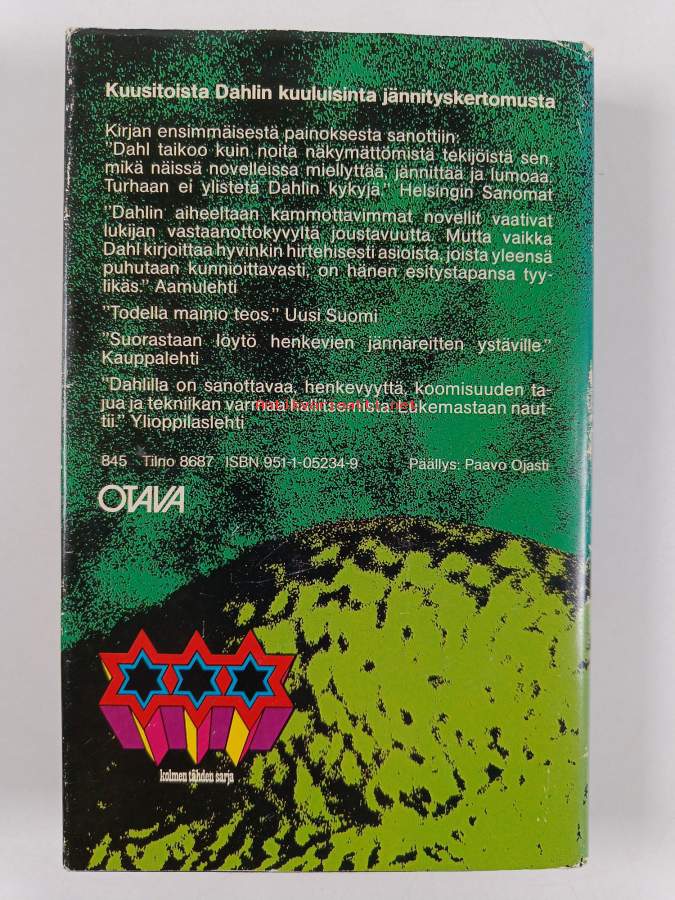 Kuusitoista Dahlin kuuluisinta jännityskertomusta
Kirjan ensimmäisestä painoksesta sanottiin:
"Dahl taikoo kuin noita näkymättömistä tekijöistä sen,
mikä näissä novelleissa miellyttää, jännittää ja lumoaa.
Turhaan ei ylistetä Dahlin kykyjä." Helsingin Sanomat
"Dahlin aiheeltaan kammottavimmat novellit vaativat
lukijan vastaanottokyvyltä joustavuutta. Mutta vaikka
Dahl kirjoittaa hyvinkin hirtehisesti asioista, joista yleensä
puhutaan kunnioittavasti, on hänen esitystapansa tyy-
likäs." Aamulehti
"Todella mainio teos." Uusi Suomi
"Suorastaan löytö henkevien jännäreitten ystäville."
Kauppalehti
"Dahlilla on sanottavaa, henkevyyttä, koomisuuden ta-
jua ja tekniikan varmaa hallitsemista. Lukemastaan naut-
tii." Ylioppilaslehti
845 Tilno 8687 ISBN 951-1-05234-9 Päällys: Paavo Ojasti
OTAVA
kolmen tähden sarja